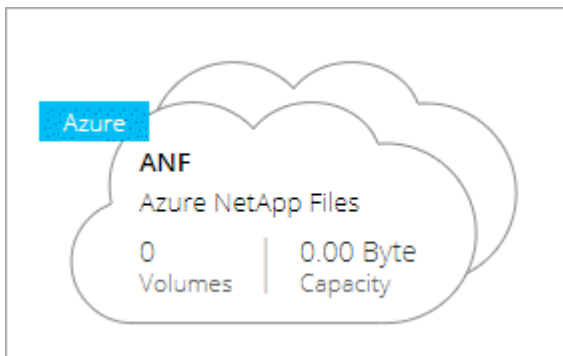 Azure
ANF
Azure NetApp Files
0 0.00 Byte
Volumes Capacity